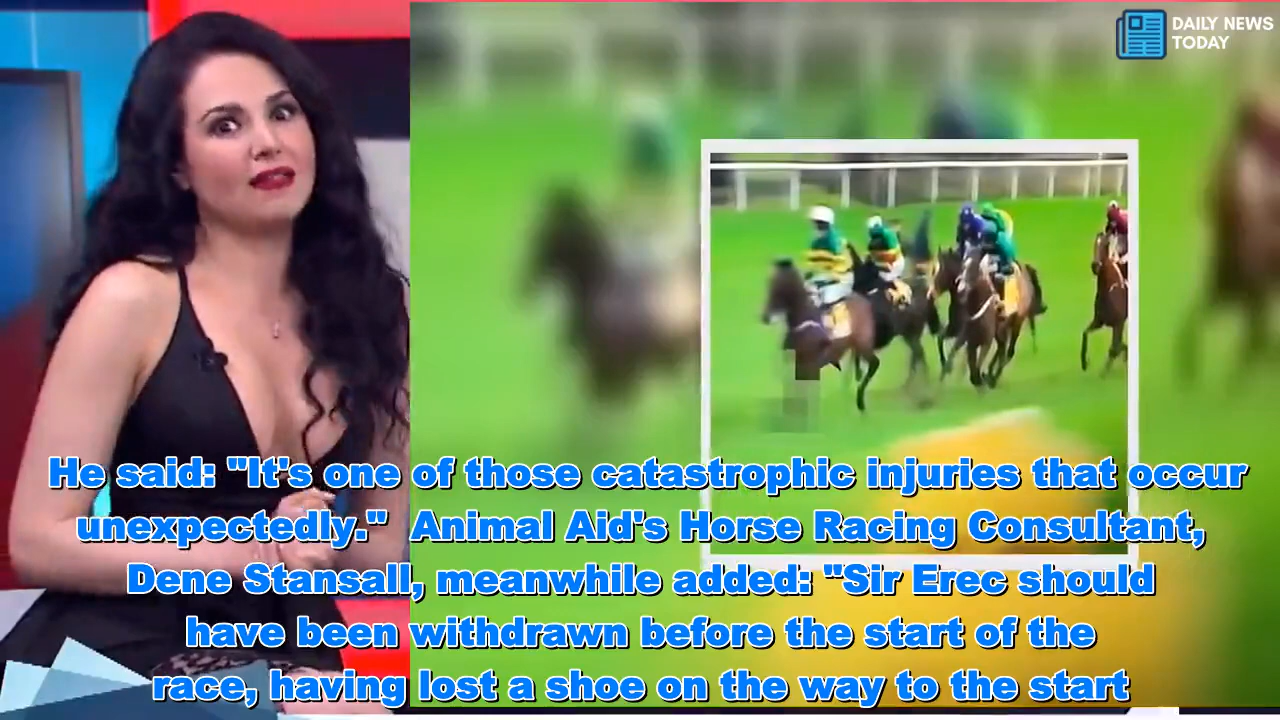 DAILY NEWS
TODAY
He said: "It's one of those catastrophic injuries that occur
unexpectedly."  Animal Aid's Horse Racing Consultant,
Dene Stansall, meanwhile added: "Sir Erec should
have been withdrawn before the start of the
race, having lost a shoe on the way to the start